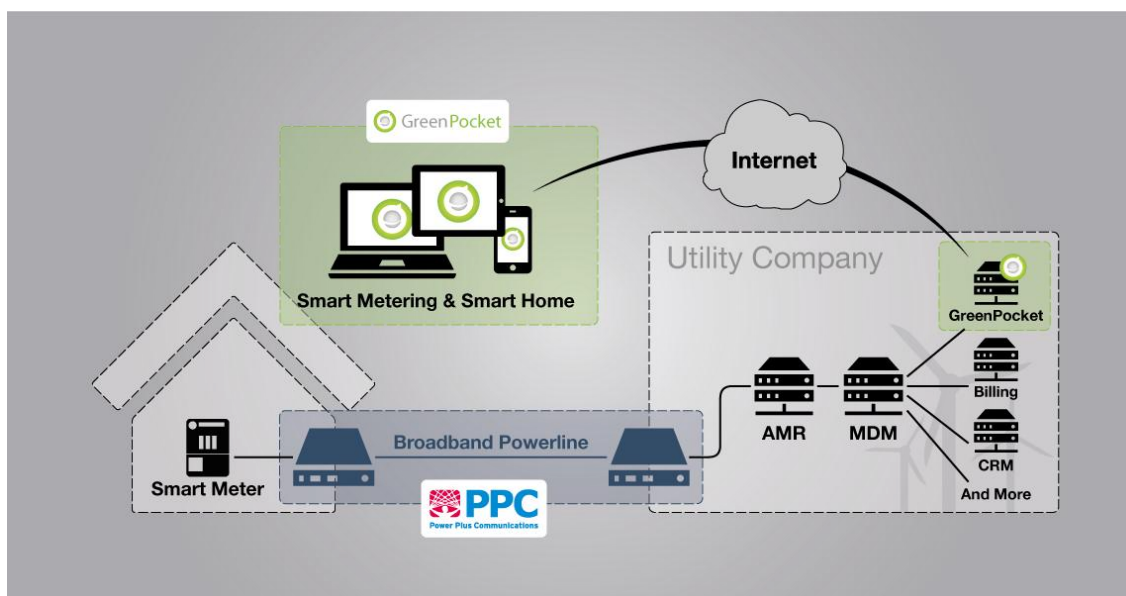 GreenPocket
Internet
Utility Company
Smart Metering & Smart Home
GreenPocket
Billing
AMR
MDM
CRM
And More
Broadband Powerline
Smart Meter
PPC
Power Plus Communications